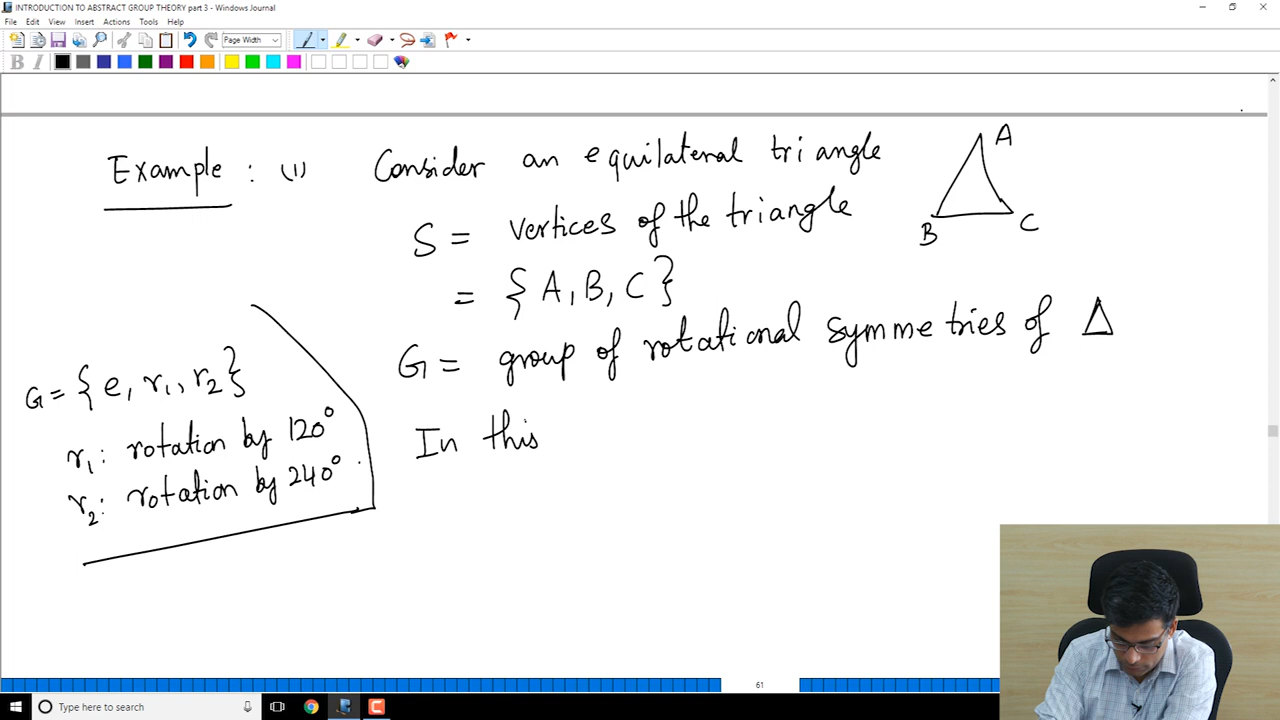 INTRODUCTION TO ABSTRACT GROUP THEORY part 3 - Windows Journal
File Edit View Insert Actions Tools Help
Page Width
B I
Example : (1) Consider an equilateral triangle
A
B
C
S = vertices of the triangle
= {A, B, C}
G = group of rotational symmetries of Δ
G = {e, r₁, r₂}
r₁: rotation by 120°
r₂: rotation by 240°
In this
61
Type here to search